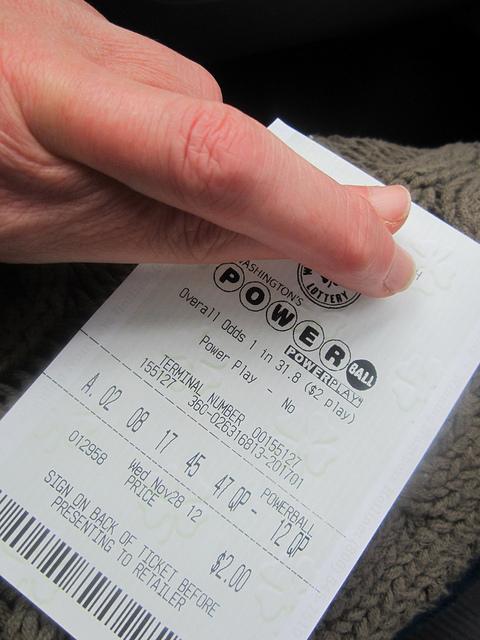 LOTTERY
WASHINGTON'S
POWERBALL
POWERPLAY
Overall Odds 1 in 31.8 ($2 play)
Power Play - No
TERMINAL NUMBER 00155127
155127 360-026316813-201701
POWERBALL
A. 02 08 17 45 47 QP - 12 QP
012968 Wed Nov28 12
PRICE $2.00
SIGN ON BACK OF TICKET BEFORE
PRESENTING TO RETAILER